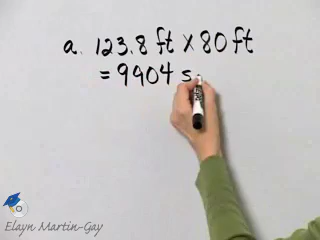 a. 123.8 ft × 80 ft
= 9904 s
Elayn Martin-Gay